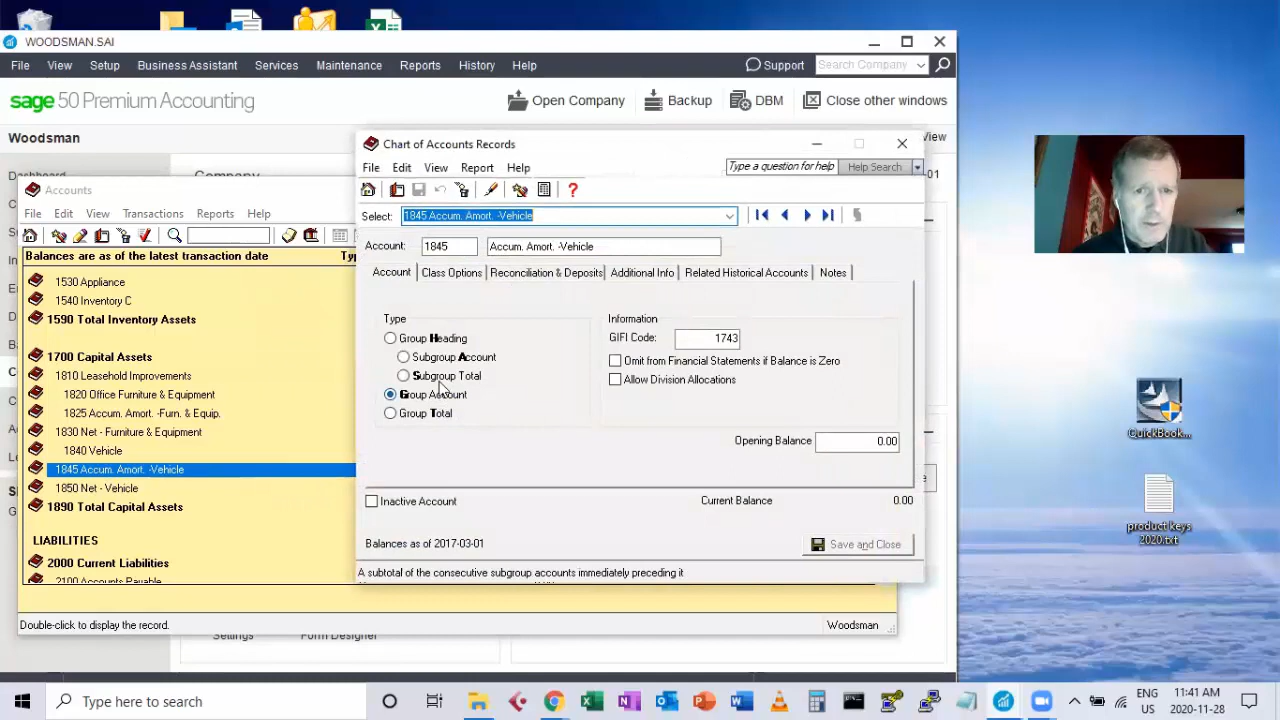 WOODSMAN.SAI
File View Setup Business Assistant Services Maintenance Reports History Help Support Search Company
sage 50 Premium Accounting Open Company Backup DBM Close other windows
Woodsman
View
Dashboard
Company
01
Accounts
File Edit View Transactions Reports Help
Balances are as of the latest transaction date
1530 Appliance
1540 Inventory C
1590 Total Inventory Assets
1700 Capital Assets
1810 Leasehold Improvements
1820 Office Furniture & Equipment
1825 Accum. Amort. -Furn. & Equip.
1830 Net - Furniture & Equipment
1840 Vehicle
1845 Accum. Amort. -Vehicle
1850 Net - Vehicle
1890 Total Capital Assets
LIABILITIES
2000 Current Liabilities
2100 Accounts Payable
Double-click to display the record. Woodsman
Settings Form Designer
Chart of Accounts Records
File Edit View Report Help Type a question for help Help Search
Select: 1845 Accum. Amort. -Vehicle
Account: 1845 Accum. Amort. -Vehicle
Account Class Options Reconciliation & Deposits Additional Info Related Historical Accounts Notes
Type
Group Heading
Subgroup Account
Subgroup Total
Group Account
Group Total
Information
GIFI Code: 1743
Omit from Financial Statements if Balance is Zero
Allow Division Allocations
Opening Balance 0.00
Inactive Account Current Balance 0.00
Balances as of 2017-03-01 Save and Close
A subtotal of the consecutive subgroup accounts immediately preceding it
QuickBook...
product keys
2020.txt
Type here to search
ENG
US
11:41 AM
2020-11-28